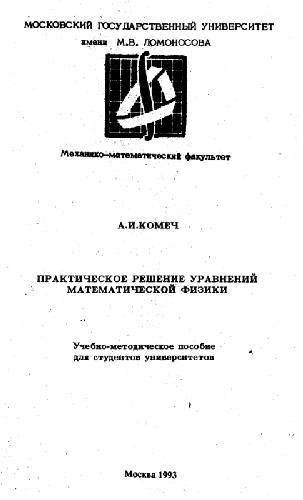 МОСКОВСКИЙ ГОСУДАРСТВЕННЫЙ УНИВЕРСИТЕТ
имени М.В. ЛОМОНОСОВА
Механико-математический факультет
А.И.КОМЕЧ
ПРАКТИЧЕСКОЕ РЕШЕНИЕ УРАВНЕНИЙ
МАТЕМАТИЧЕСКОЙ ФИЗИКИ
Учебно-методическое пособие
для студентов университетов
Москва 1993